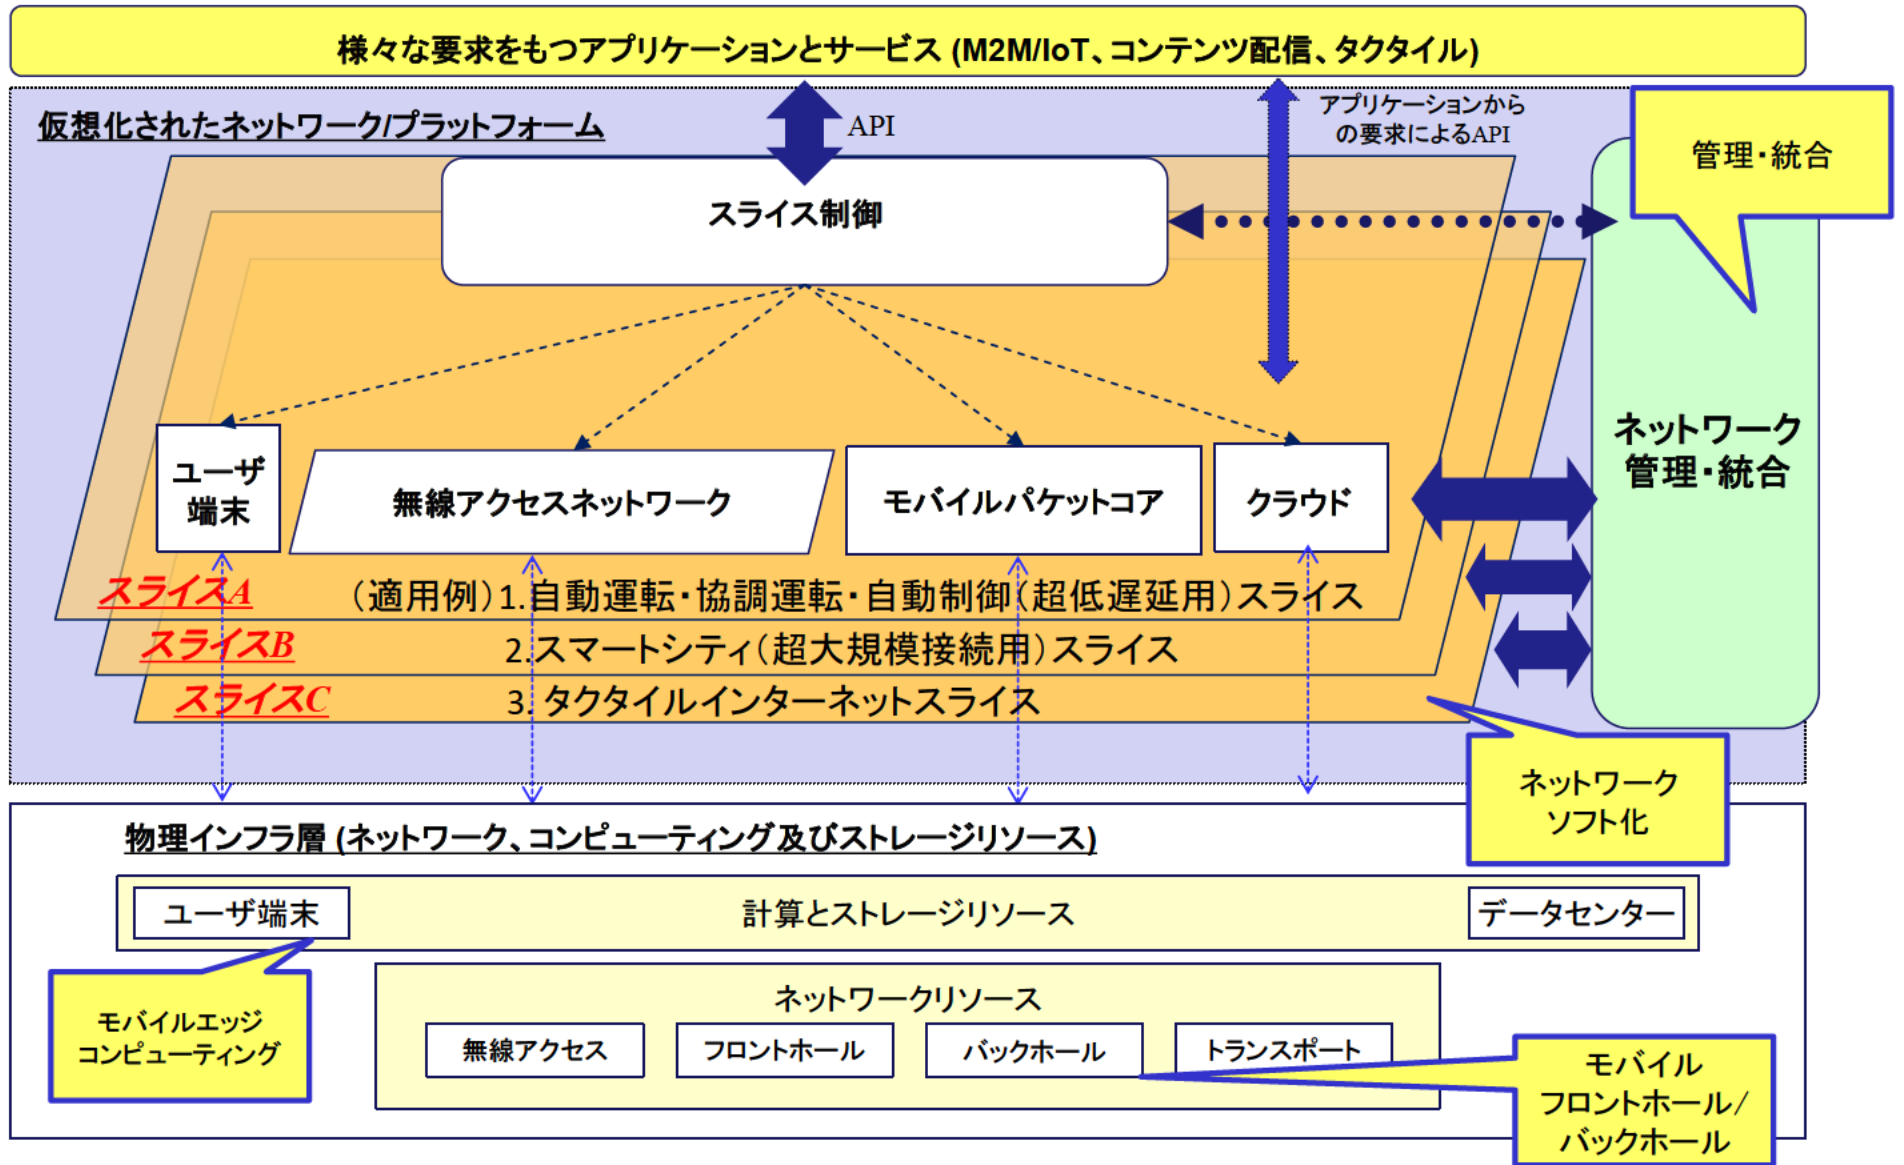 様々な要求をもつアプリケーションとサービス (M2M/IoT、コンテンツ配信、タクタイル)
仮想化されたネットワーク/プラットフォーム
API
アプリケーションから
の要求によるAPI
管理・統合
スライス制御
ネットワーク
管理・統合
ユーザ
端末
無線アクセスネットワーク
モバイルパケットコア
クラウド
スライスA
(適用例)1.自動運転・協調運転・自動制御(超低遅延用)スライス
スライスB
2.スマートシティ(超大規模接続用)スライス
スライスC
3. タクタイルインターネットスライス
ネットワーク
ソフト化
物理インフラ層 (ネットワーク、コンピューティング及びストレージリソース)
ユーザ端末
計算とストレージリソース
データセンター
モバイルエッジ
コンピューティング
ネットワークリソース
無線アクセス
フロントホール
バックホール
トランスポート
モバイル
フロントホール/
バックホール